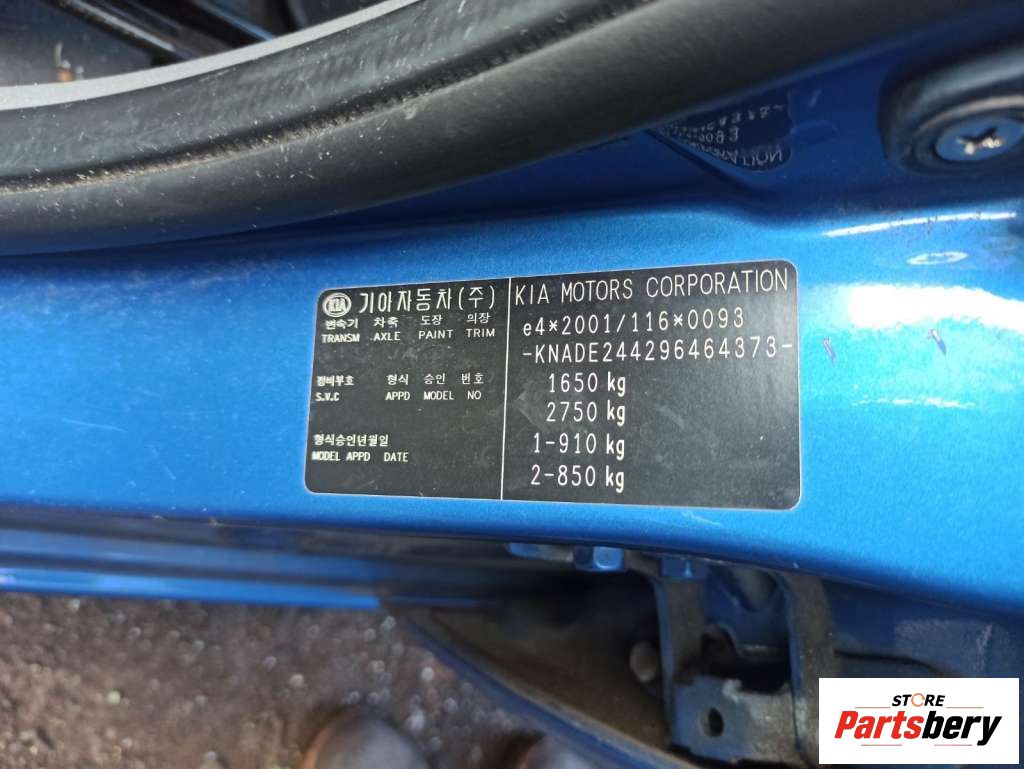 KIA 기아자동차(주)
변속기 차축 도장 의장
TRANSM AXLE PAINT TRIM
정비부호 형식 승인 번호
S.V.C APPD MODEL NO
형식승인년월일
MODEL APPD DATE
KIA MOTORS CORPORATION
e4*2001/116*0093
-KNADE244296464373-
1650 kg
2750 kg
1-910 kg
2-850 kg
STORE
Partsbery